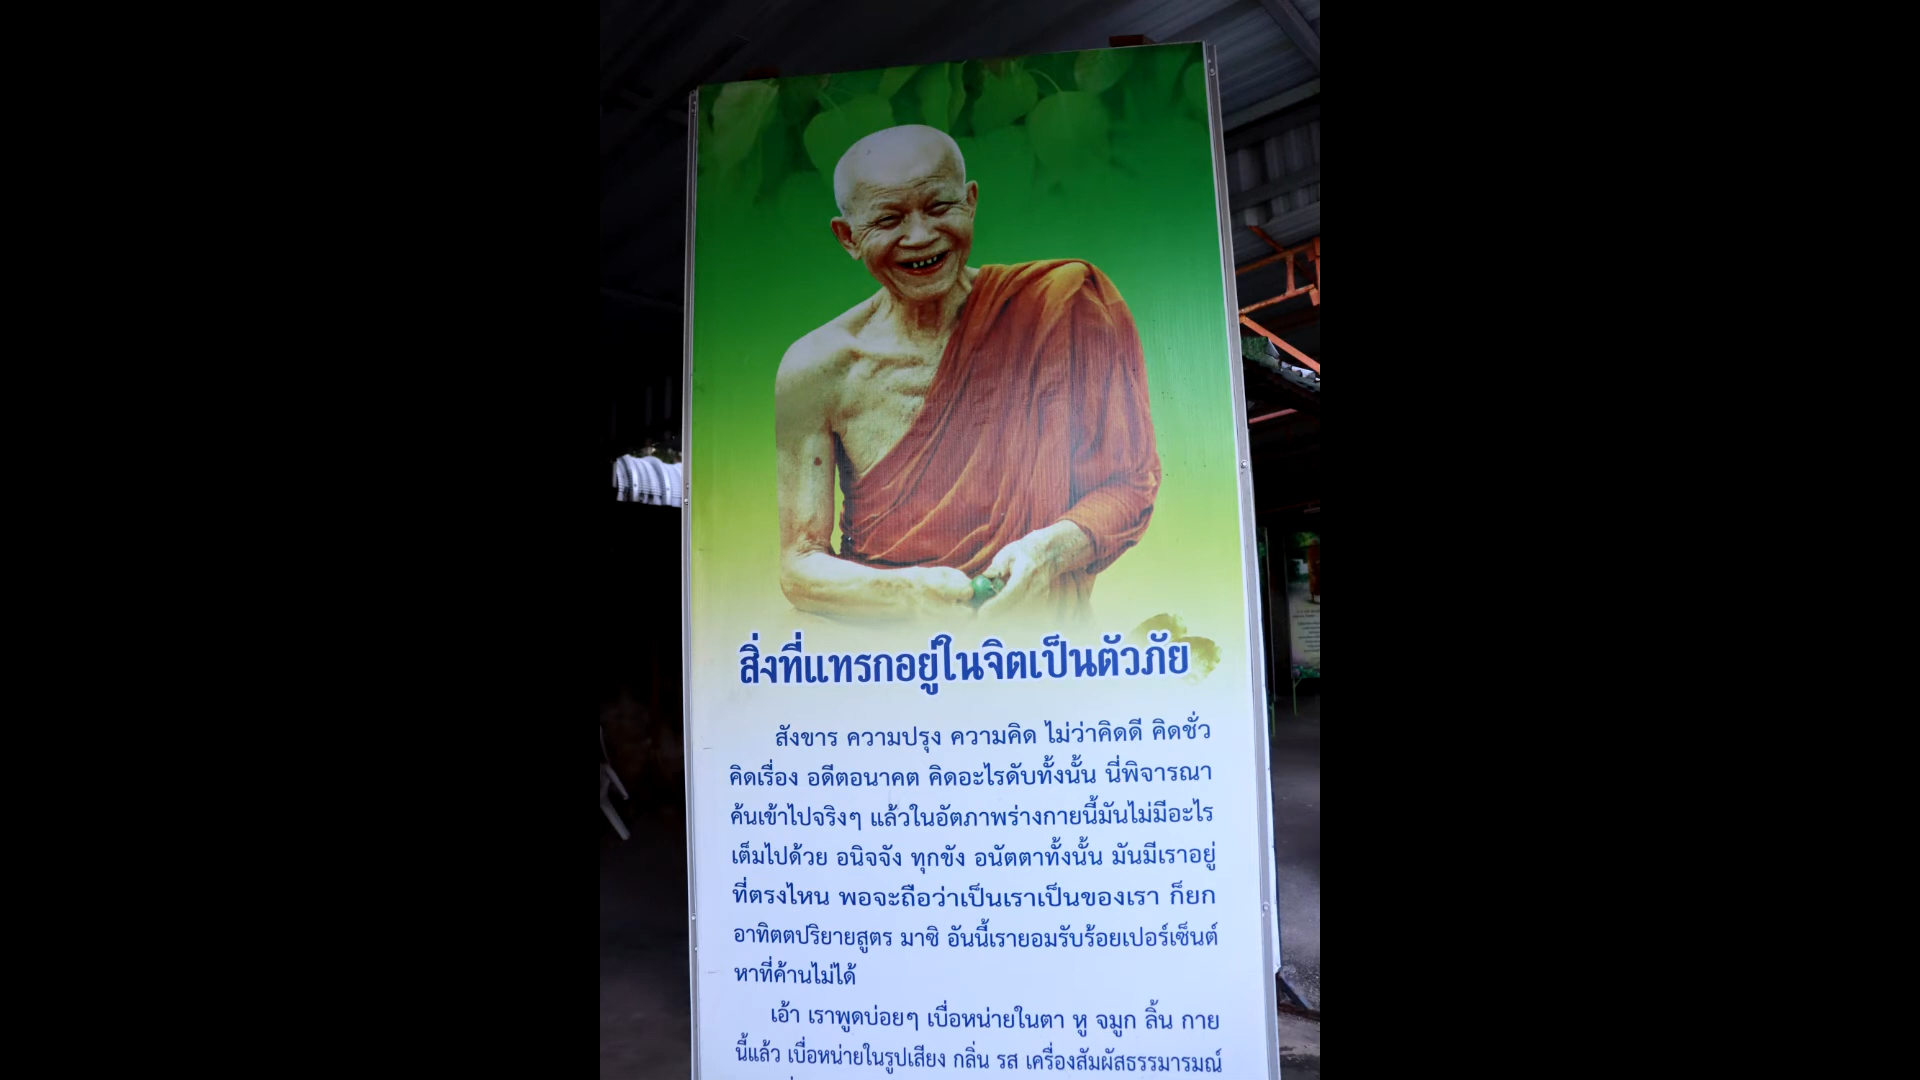 สิ่งที่แทรกอยู่ในจิตเป็นตัวภัย
สังขาร ความปรุง ความคิด ไม่ว่าคิดดี คิดชั่ว
คิดเรื่อง อดีตอนาคต คิดอะไรดับทั้งนั้น นี่พิจารณา
ค้นเข้าไปจริงๆ แล้วในอัตภาพร่างกายนี้มันไม่มีอะไร
เต็มไปด้วย อนิจจัง ทุกขัง อนัตตาทั้งนั้น มันมีเราอยู่
ที่ตรงไหน พอจะถือว่าเป็นเราเป็นของเรา ก็ยก
อาทิตตปริยายสูตร มาซิ อันนี้เรายอมรับร้อยเปอร์เซ็นต์
หาที่ค้านไม่ได้
เอ้า เราพูดบ่อยๆ เบื่อหน่ายในตา หู จมูก ลิ้น กาย
นี้แล้ว เบื่อหน่ายในรูปเสียง กลิ่น รส เครื่องสัมผัสธรรมารมณ์